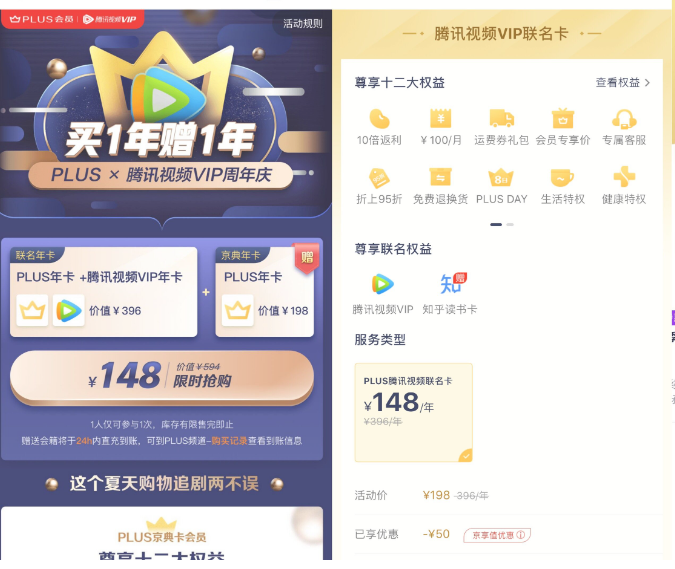 PLUS会员 腾讯视频VIP
活动规则
买1年赠1年
PLUS × 腾讯视频VIP周年庆
联名年卡
PLUS年卡 +腾讯视频VIP年卡
价值¥396
+
京典年卡
赠
PLUS年卡
价值¥198
¥148 价值¥594
限时抢购
1人仅可参与1次，库存有限售完即止
赠送会籍将于24h内直充到账，可到PLUS频道-购买记录查看到账信息
这个夏天购物追剧两不误
PLUS京典卡会员
尊享十二大权益
腾讯视频VIP联名卡
尊享十二大权益
查看权益 >
10倍返利 ¥100/月 运费券礼包 会员专享价 专属客服
折上95折 免费退换货 PLUS DAY 生活特权 健康特权
尊享联名权益
知 赠
腾讯视频VIP 知乎读书卡
服务类型
PLUS腾讯视频联名卡
¥148/年
¥396/年
活动价 ¥198 396/年
已享优惠 -¥50 京享值优惠